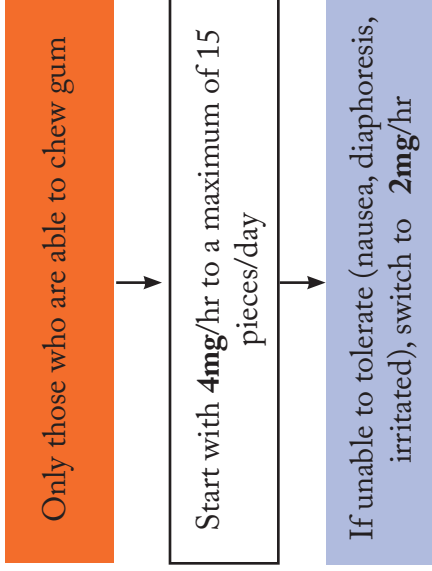 Only those who are able to chew gum
Start with 4mg/hr to a maximum of 15
pieces/day
If unable to tolerate (nausea, diaphoresis,
irritated), switch to 2mg/hr